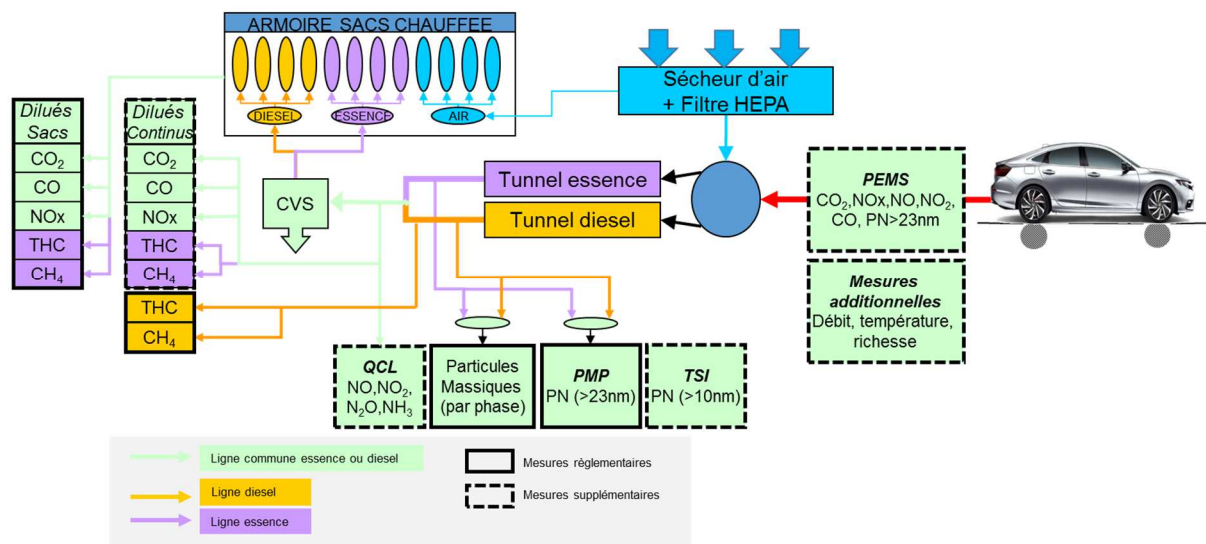 ARMOIRE SACS CHAUFFEE
DIESEL
ESSENCE
AIR
Sécheur d'air
+ Filtre HEPA
Dilués
Sacs
CO₂
CO
NOx
THC
CH₄
Dilués
Continus
CO₂
CO
NOx
THC
CH₄
THC
CH₄
CVS
Tunnel essence
Tunnel diesel
PEMS
CO₂,NOx,NO,NO₂,
CO, PN>23nm
Mesures
additionnelles
Débit, température,
richesse
QCL
NO,NO₂,
N₂O,NH₃
Particules
Massiques
(par phase)
PMP
PN (>23nm)
TSI
PN (>10nm)
Ligne commune essence ou diesel
Ligne diesel
Ligne essence
Mesures règlementaires
Mesures supplémentaires